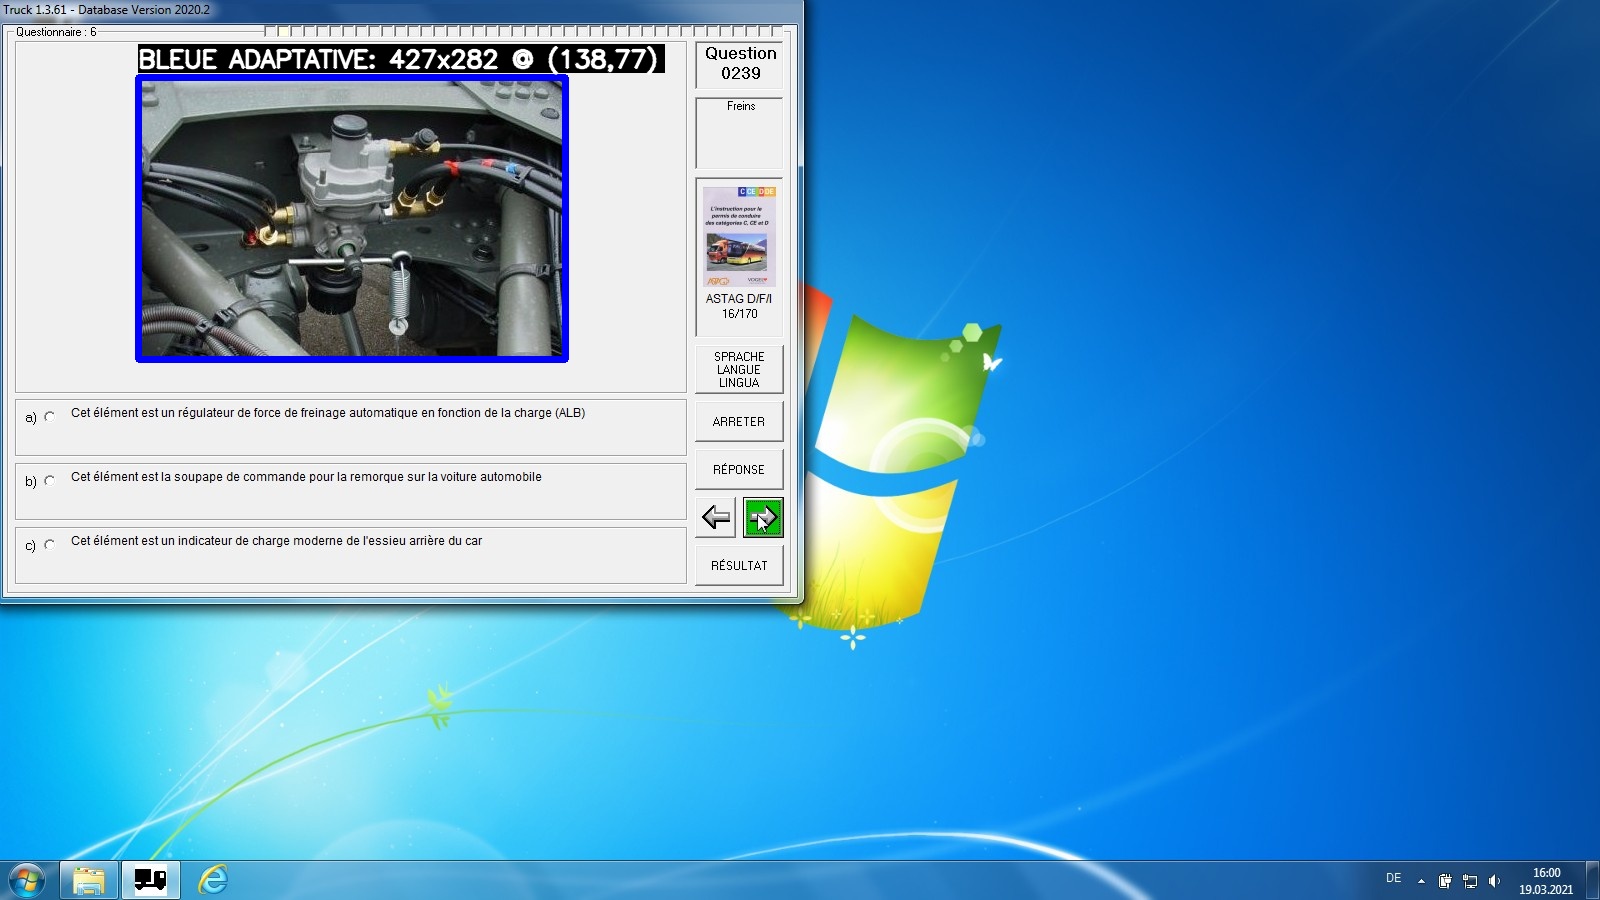 Truck 1.3.61 - Database Version 2020.2
Questionnaire : 6
BLEUE ADAPTATIVE: 427x282 @ (138,77)
Question
0239
Freins
C CE D DE
L'instruction pour le
permis de conduire
des catégories C, CE et D
ASTAG D/F/I
16/170
SPRACHE
LANGUE
LINGUA
a) Cet élément est un régulateur de force de freinage automatique en fonction de la charge (ALB)
ARRETER
b) Cet élément est la soupape de commande pour la remorque sur la voiture automobile
RÉPONSE
c) Cet élément est un indicateur de charge moderne de l'essieu arrière du car
RÉSULTAT
DE
16:00
19.03.2021